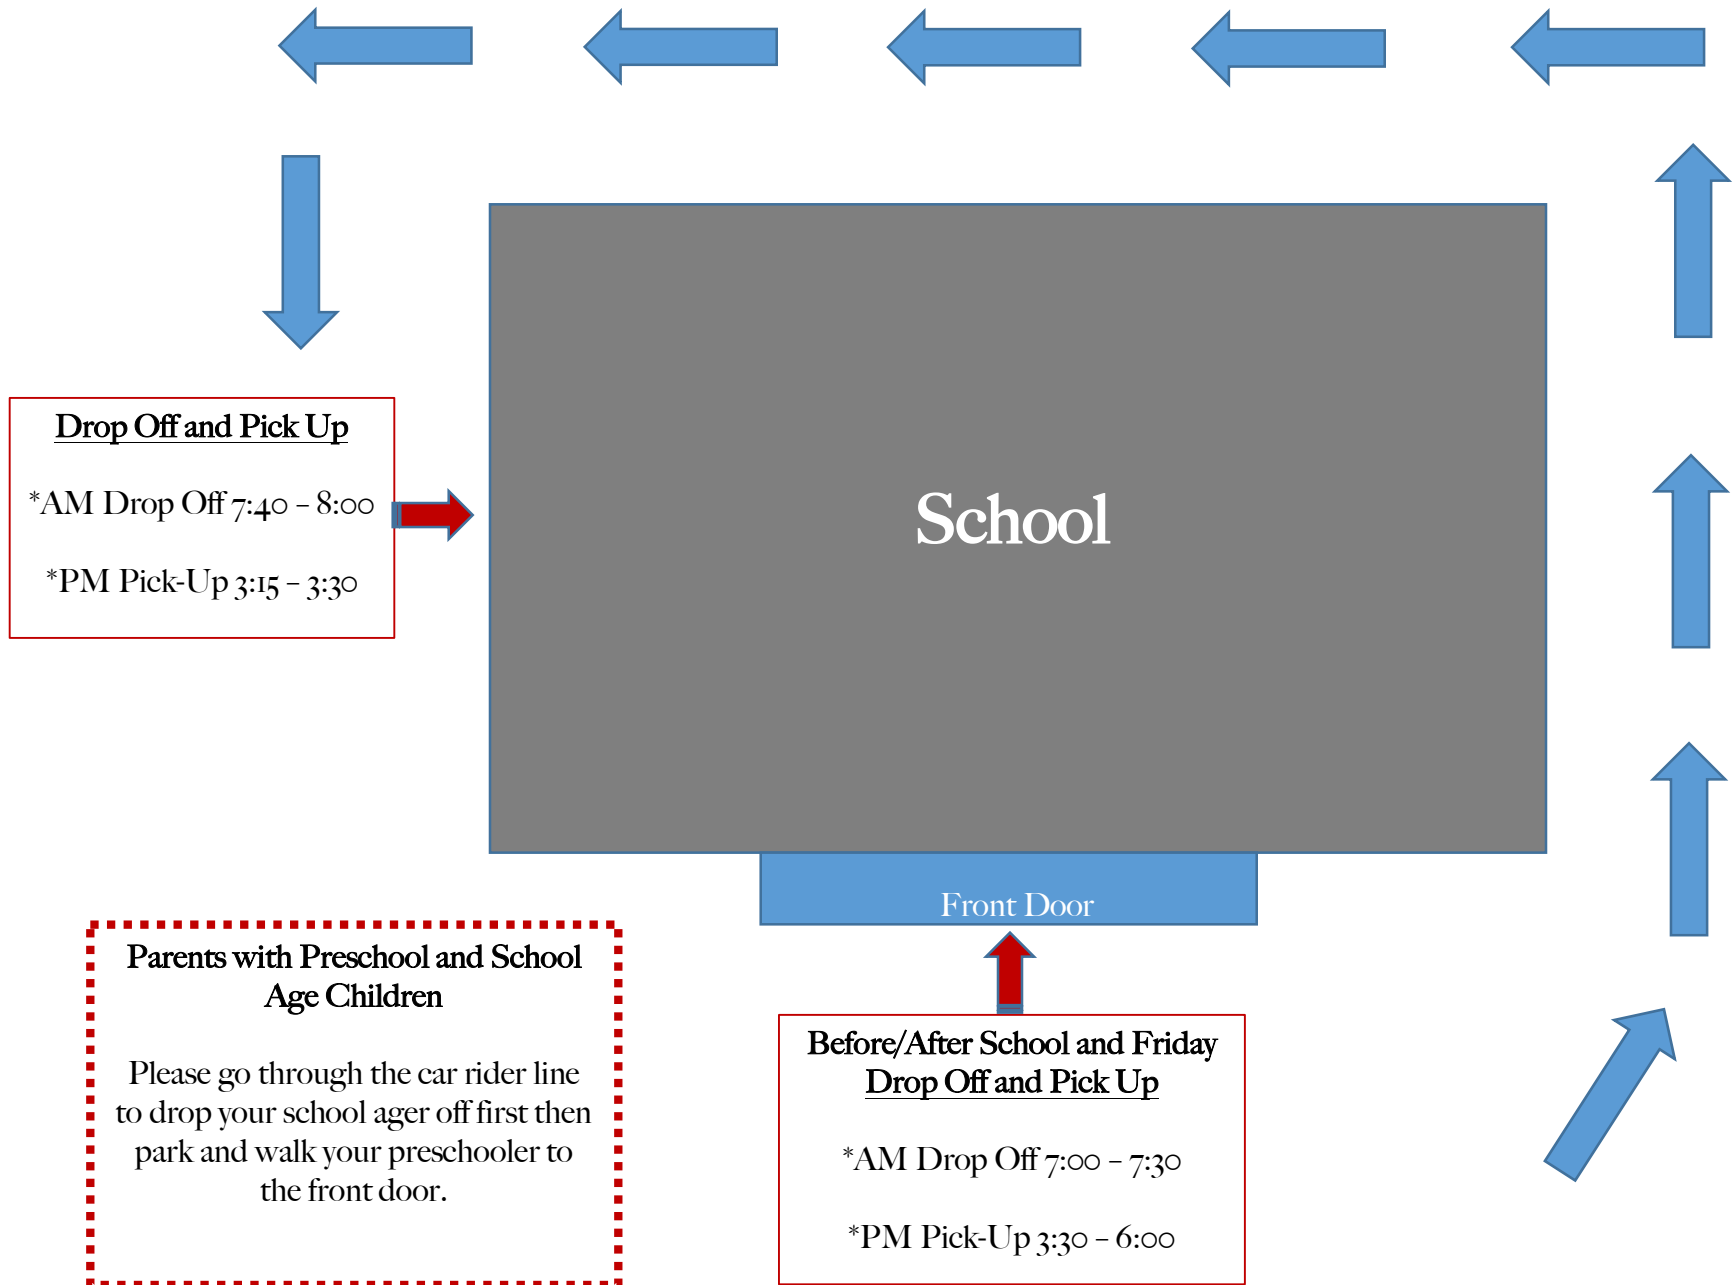 Drop Off and Pick Up
*AM Drop Off 7:40 – 8:00
*PM Pick-Up 3:15 – 3:30
School
Front Door
Parents with Preschool and School
Age Children
Please go through the car rider line
to drop your school ager off first then
park and walk your preschooler to
the front door.
Before/After School and Friday
Drop Off and Pick Up
*AM Drop Off 7:00 – 7:30
*PM Pick-Up 3:30 – 6:00